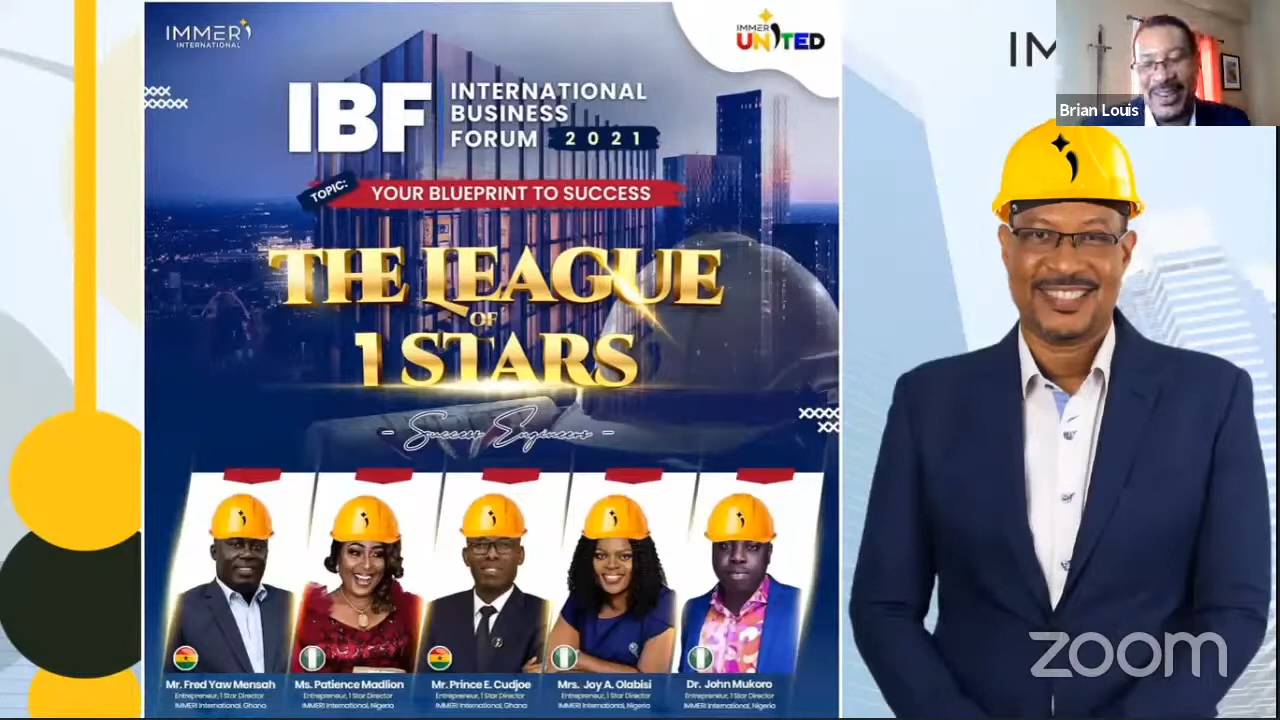 IMMERI
INTERNATIONAL
IMMERI
UNITED
IBF
INTERNATIONAL
BUSINESS
FORUM 2021
TOPIC:
YOUR BLUEPRINT TO SUCCESS
THE LEAGUE
OF
1 STARS
- Success Engineers -
Mr. Fred Yaw Mensah
Entrepreneur, 1 Star Director
IMMERI International, Ghana
Ms. Patience Madlion
Entrepreneur, 1 Star Director
IMMERI International, Nigeria
Mr. Prince E. Cudjoe
Entrepreneur, 1 Star Director
IMMERI International, Ghana
Mrs. Joy A. Olabisi
Entrepreneur, 1 Star Director
IMMERI International, Nigeria
Dr. John Mukoro
Entrepreneur, 1 Star Director
IMMERI International, Nigeria
IM
Brian Louis
zoom